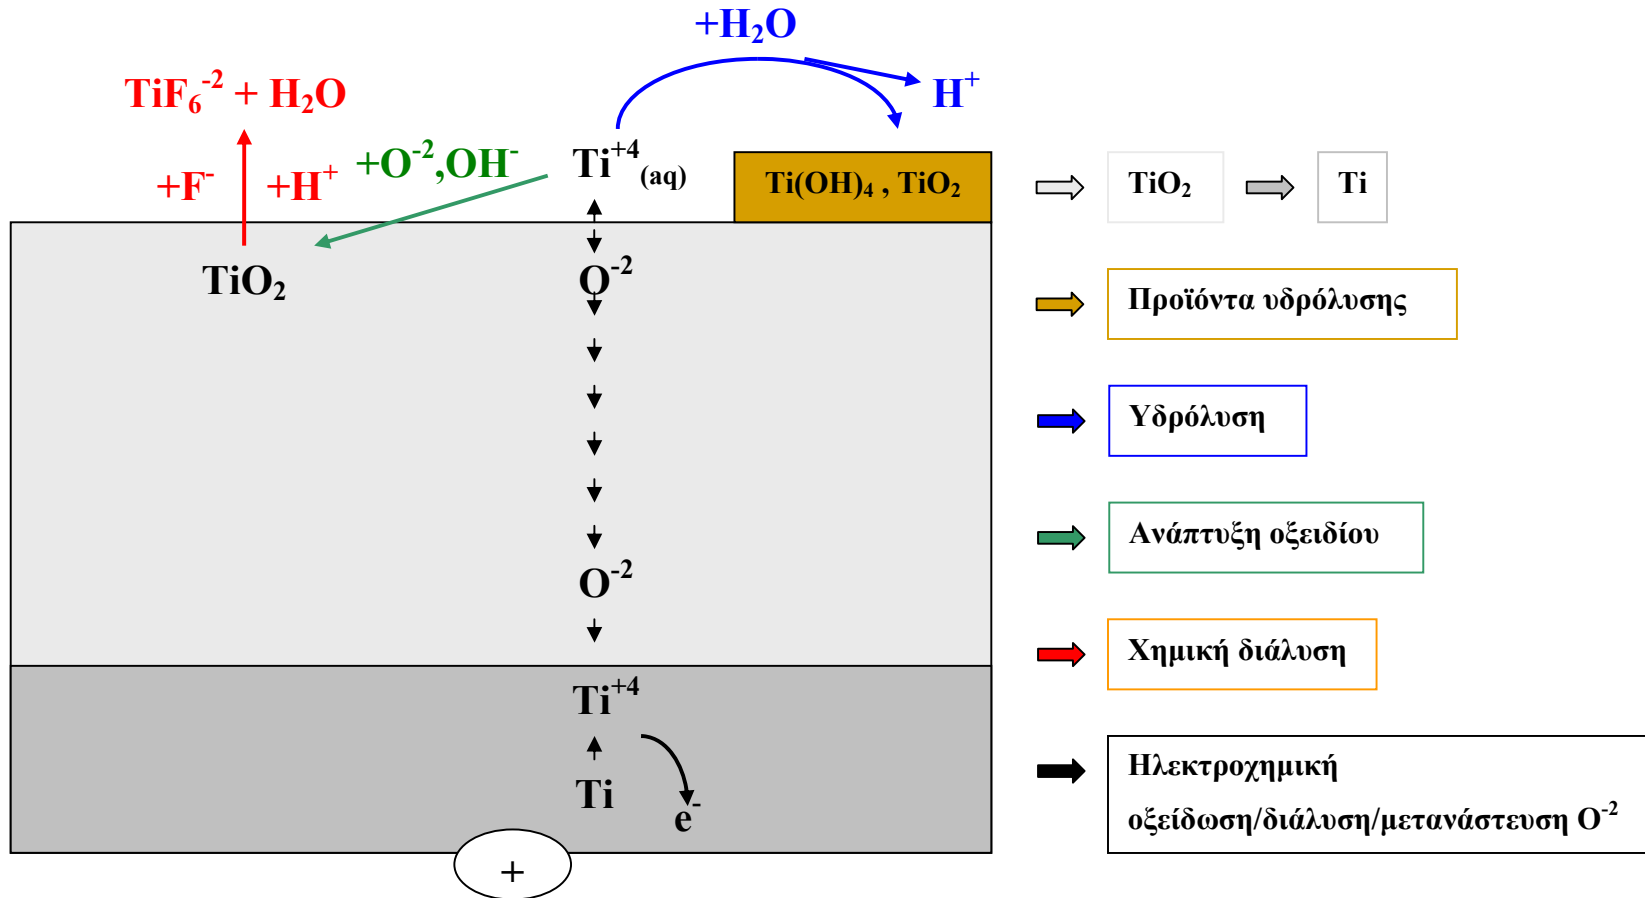 +H₂O
TiF₆⁻² + H₂O
H⁺
+F⁻
+H⁺
+O⁻²,OH⁻
Ti⁺⁴(aq)
Ti(OH)₄ , TiO₂
TiO₂
Ti
TiO₂
O⁻²
Προϊόντα υδρόλυσης
Υδρόλυση
Ανάπτυξη οξειδίου
O⁻²
Χημική διάλυση
Ti⁺⁴
Ti
e⁻
Ηλεκτροχημική
οξείδωση/διάλυση/μετανάστευση Ο⁻²
+